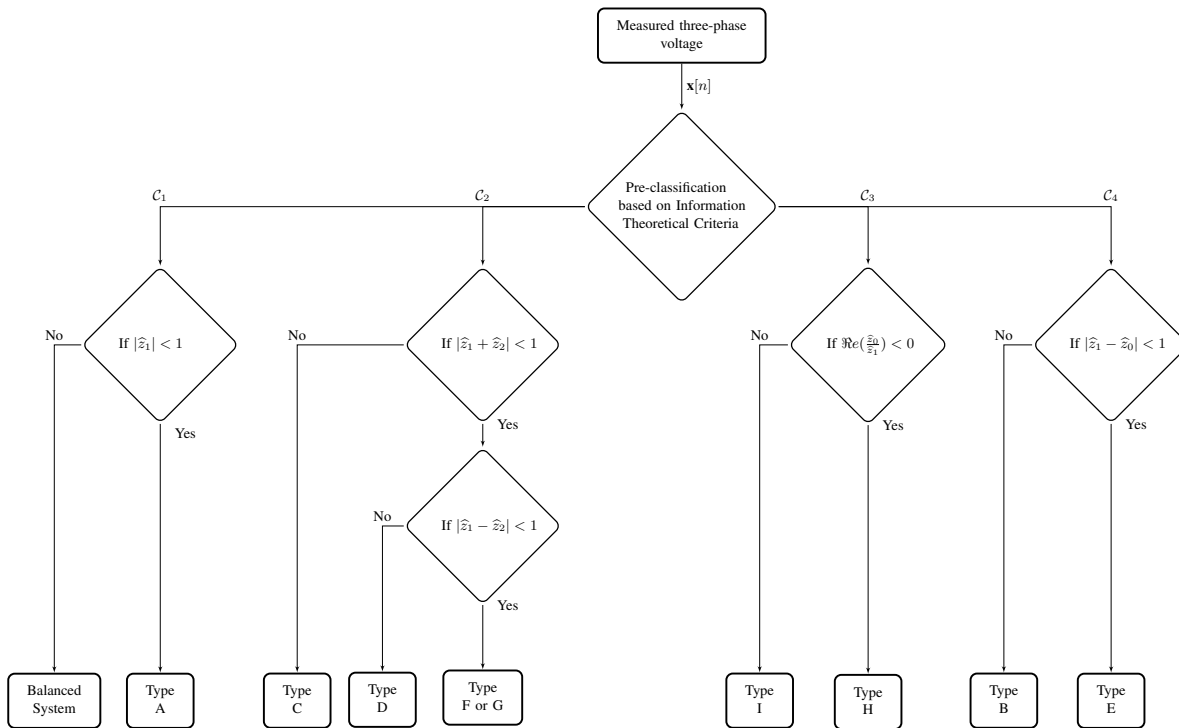 Measured three-phase
voltage
x[n]
Pre-classification
based on Information
Theoretical Criteria
𝒞₁
𝒞₂
𝒞₃
𝒞₄
No
If |ẑ₁| < 1
Yes
No
If |ẑ₁ + ẑ₂| < 1
Yes
No
If ℜe(ẑ₀/ẑ₁) < 0
Yes
No
If |ẑ₁ − ẑ₀| < 1
Yes
No
If |ẑ₁ − ẑ₂| < 1
Yes
Balanced
System
Type
A
Type
C
Type
D
Type
F or G
Type
I
Type
H
Type
B
Type
E